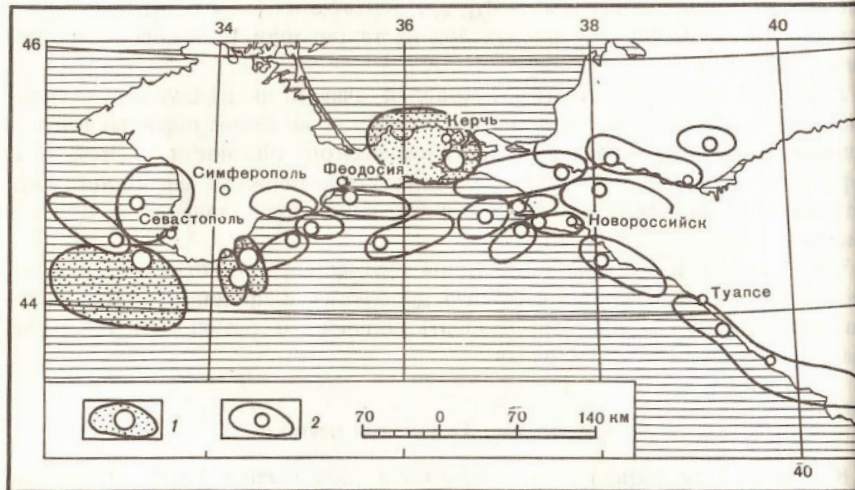 34 36 38 40
46
Керчь
Симферополь Феодосия
Севастополь Новороссийск
44 Туапсе
1 2 70 0 70 140 км
40